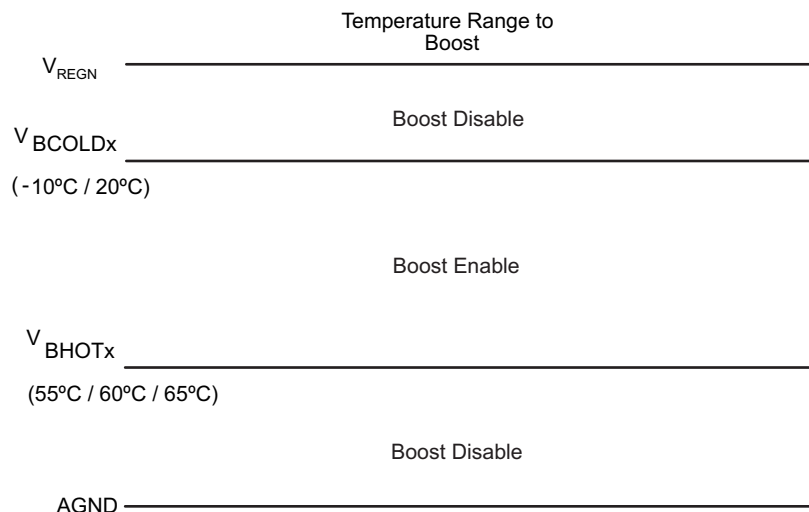 Temperature Range to
Boost
VREGN
Boost Disable
VBCOLDx
(-10ºC / 20ºC)
Boost Enable
VBHOTx
(55ºC / 60ºC / 65ºC)
Boost Disable
AGND